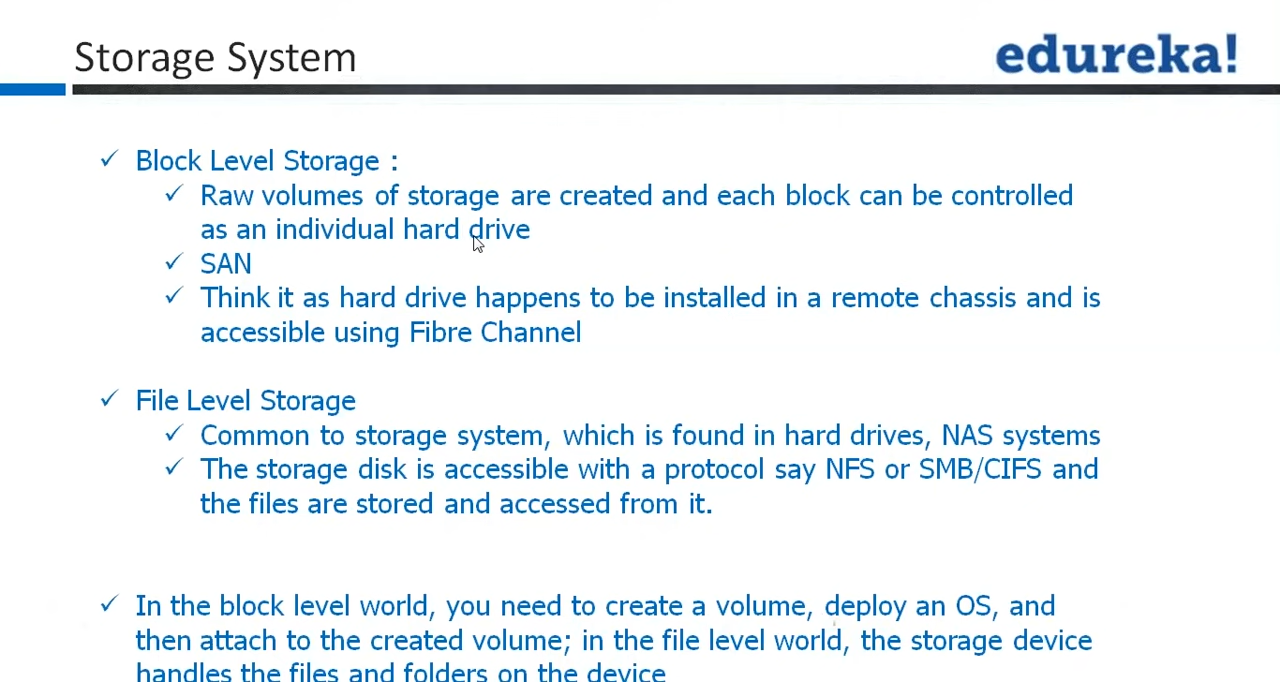 Storage System
edureka!
✓ Block Level Storage :
✓ Raw volumes of storage are created and each block can be controlled
as an individual hard drive
✓ SAN
✓ Think it as hard drive happens to be installed in a remote chassis and is
accessible using Fibre Channel
✓ File Level Storage
✓ Common to storage system, which is found in hard drives, NAS systems
✓ The storage disk is accessible with a protocol say NFS or SMB/CIFS and
the files are stored and accessed from it.
✓ In the block level world, you need to create a volume, deploy an OS, and
then attach to the created volume; in the file level world, the storage device
handles the files and folders on the device